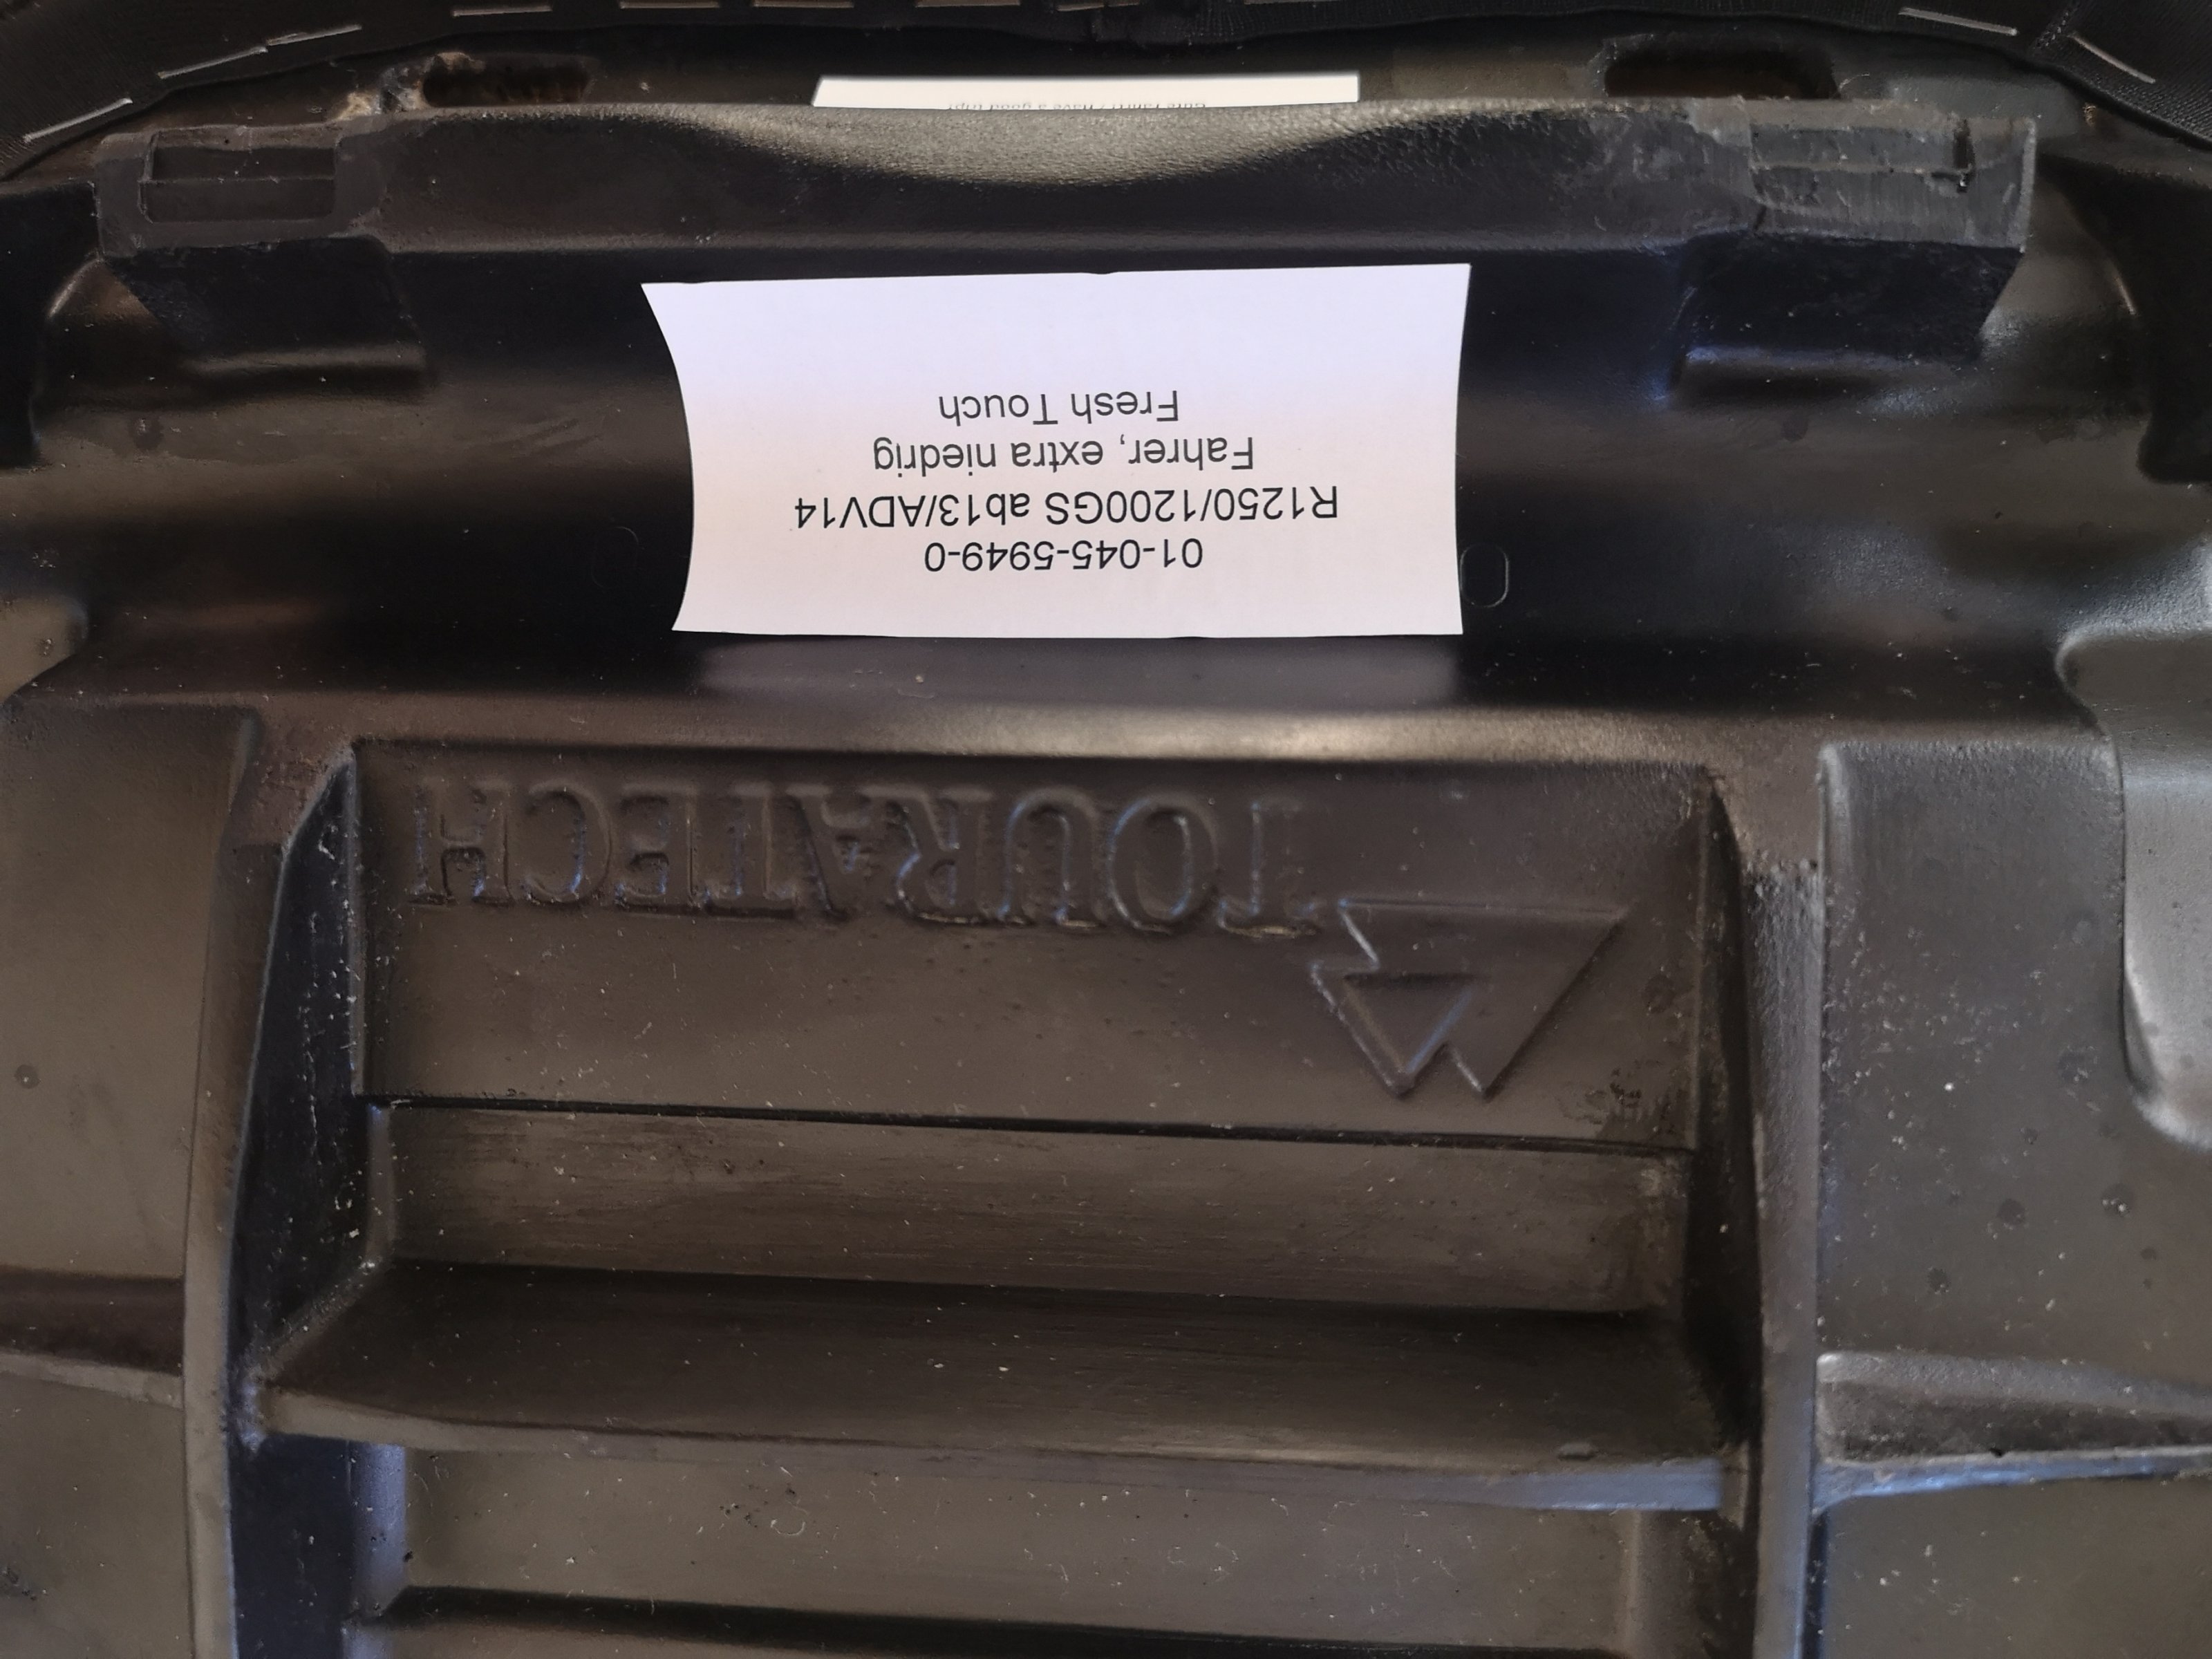 01-045-5949-0
R1250/1200GS ab13/ADV14
Fahrer, extra niedrig
Fresh Touch
TOURATECH